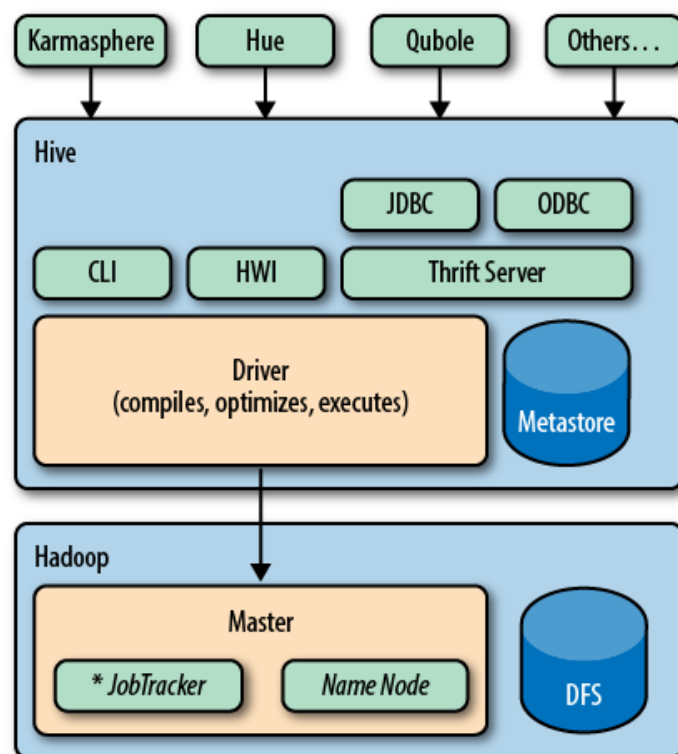 Karmasphere
Hue
Qubole
Others...
Hive
JDBC
ODBC
CLI
HWI
Thrift Server
Driver
(compiles, optimizes, executes)
Metastore
Hadoop
Master
* JobTracker
Name Node
DFS